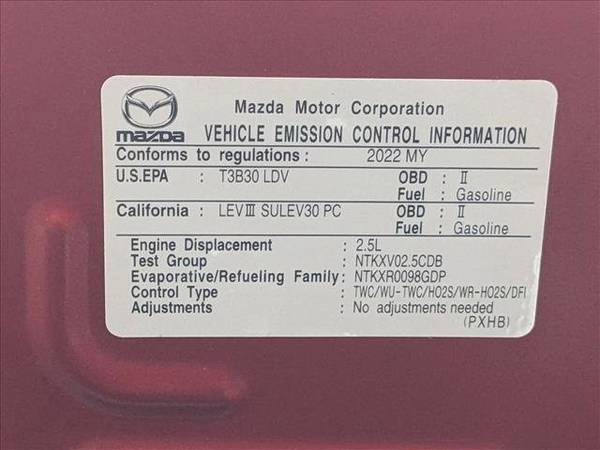 Mazda Motor Corporation
mazda VEHICLE EMISSION CONTROL INFORMATION
Conforms to regulations : 2022 MY
U.S.EPA : T3B30 LDV OBD : II
Fuel : Gasoline
California : LEVIII SULEV30 PC OBD : II
Fuel : Gasoline
Engine Displacement : 2.5L
Test Group : NTKXV02.5CDB
Evaporative/Refueling Family: NTKXR0098GDP
Control Type : TWC/WU-TWC/HO2S/WR-HO2S/DFI
Adjustments : No adjustments needed
(PXHB)